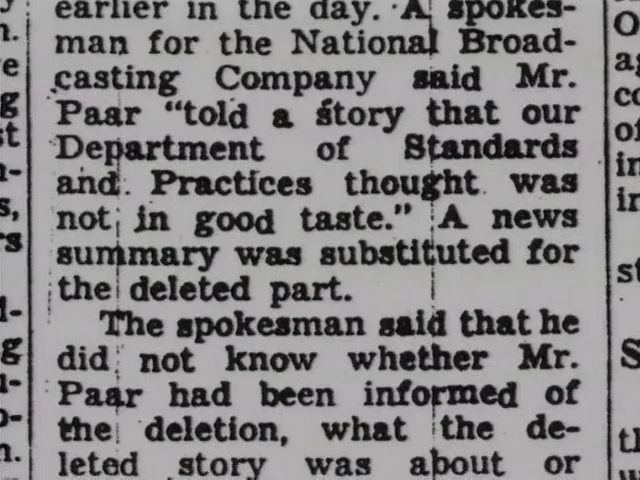 earlier in the day. A spokes-
man for the National Broad-
casting Company said Mr.
Paar "told a story that our
Department of Standards
and Practices thought was
not in good taste." A news
summary was substituted for
the deleted part.
The spokesman said that he
did not know whether Mr.
Paar had been informed of
the deletion, what the de-
leted story was about or